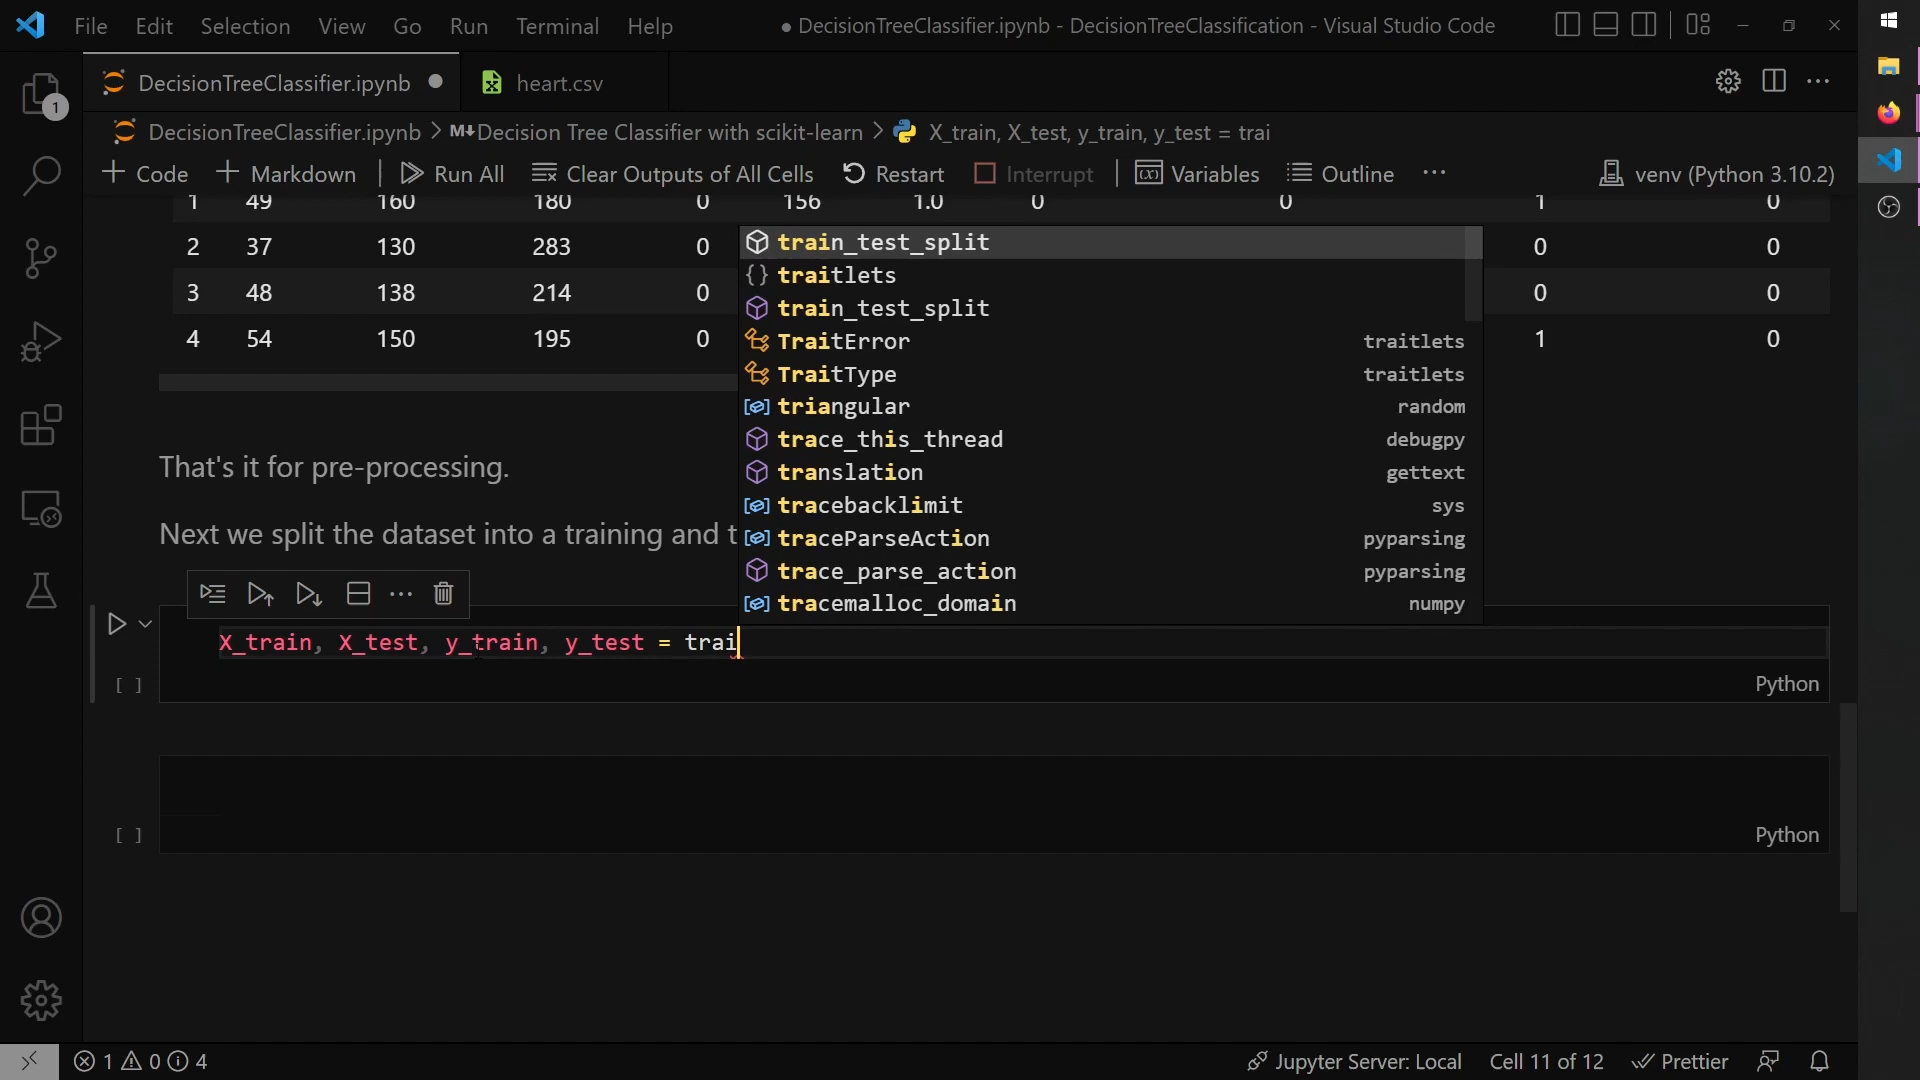 File Edit Selection View Go Run Terminal Help
● DecisionTreeClassifier.ipynb - DecisionTreeClassification - Visual Studio Code
DecisionTreeClassifier.ipynb ●
heart.csv
DecisionTreeClassifier.ipynb > M↓Decision Tree Classifier with scikit-learn > X_train, X_test, y_train, y_test = trai
+ Code + Markdown | Run All Clear Outputs of All Cells Restart Interrupt | Variables Outline ···
venv (Python 3.10.2)
1 49 160 180 0 156 1.0 0 0 1 0
2 37 130 283 0 0 0
3 48 138 214 0 0 0
4 54 150 195 0 1 0
train_test_split
traitlets
train_test_split
TraitError traitlets
TraitType traitlets
triangular random
trace_this_thread debugpy
translation gettext
tracebacklimit sys
traceParseAction pyparsing
trace_parse_action pyparsing
tracemalloc_domain numpy
That's it for pre-processing.
Next we split the dataset into a training and t
X_train, X_test, y_train, y_test = trai
[ ]
Python
[ ]
Python
1
1 0 4
Jupyter Server: Local Cell 11 of 12 Prettier